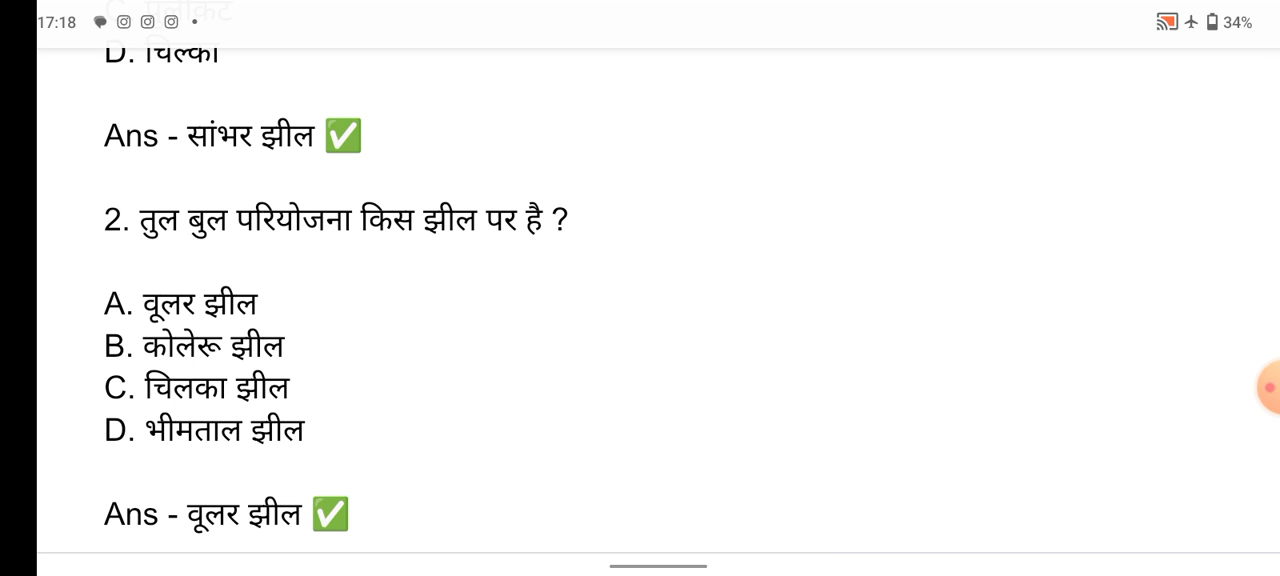 17:18
34%
D. चिल्का
Ans - सांभर झील ✅
2. तुल बुल परियोजना किस झील पर है ?
A. वूलर झील
B. कोलेरू झील
C. चिलका झील
D. भीमताल झील
Ans - वूलर झील ✅